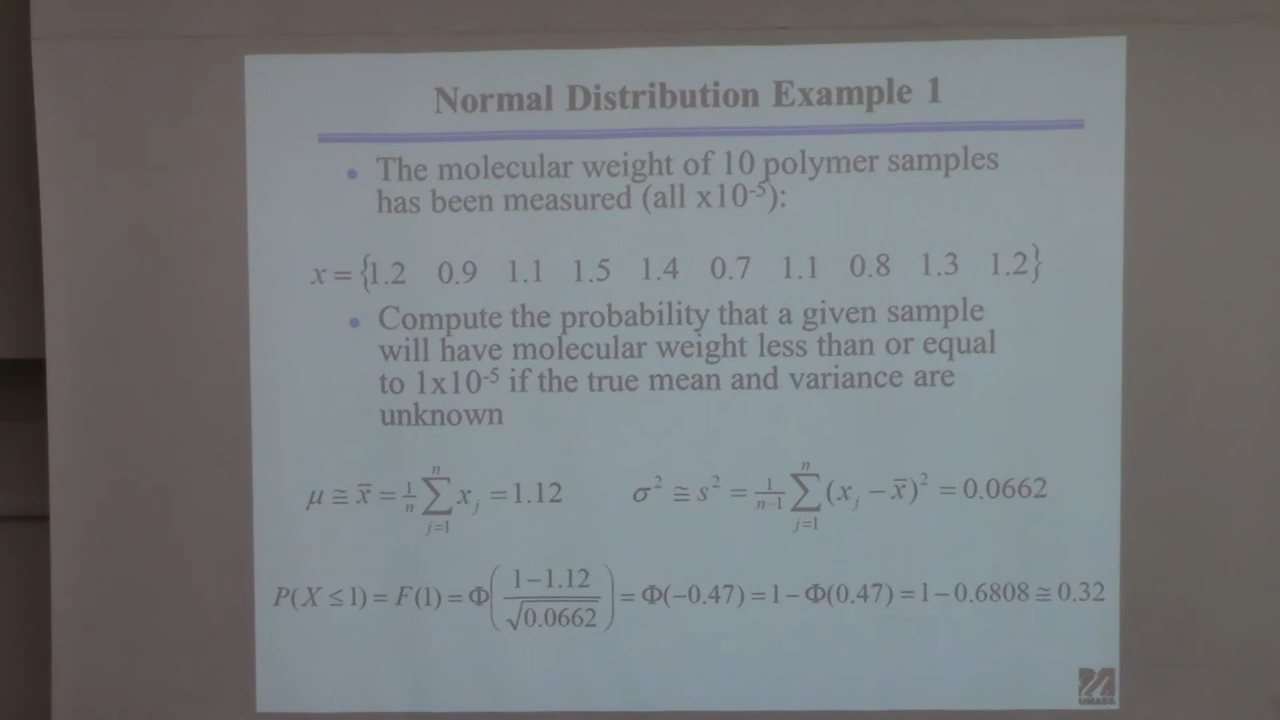 Normal Distribution Example 1
• The molecular weight of 10 polymer samples
has been measured (all x10⁻⁵):
x = {1.2 0.9 1.1 1.5 1.4 0.7 1.1 0.8 1.3 1.2}
• Compute the probability that a given sample
will have molecular weight less than or equal
to 1x10⁻⁵ if the true mean and variance are
unknown
μ ≅ x̄ = 1/n ∑_{j=1}^{n} x_j = 1.12 σ² ≅ s² = 1/(n−1) ∑_{j=1}^{n} (x_j − x̄)² = 0.0662
P(X ≤ 1) = F(1) = Φ((1−1.12)/√0.0662) = Φ(−0.47) = 1 − Φ(0.47) = 1 − 0.6808 ≅ 0.32
UMASS